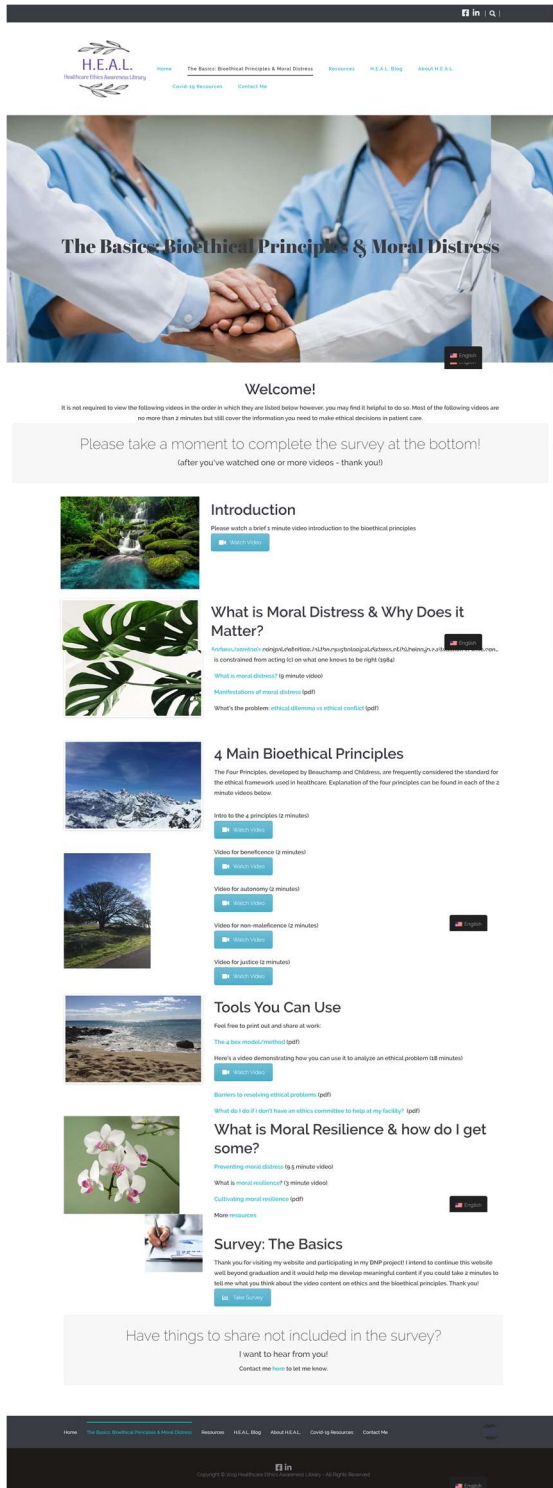 H.E.A.L.
Healthcare Ethics Awareness Library
Home The Basics: Bioethical Principles & Moral Distress Resources H.E.A.L. Blog About H.E.A.L.
Covid-19 Resources Contact Me
The Basics: Bioethical Principles & Moral Distress
English
Welcome!
It is not required to view the following videos in the order in which they are listed below however, you may find it helpful to do so. Most of the following videos are
no more than 2 minutes but still cover the information you need to make ethical decisions in patient care.
Please take a moment to complete the survey at the bottom!
(after you've watched one or more videos - thank you!)
Introduction
Please watch a brief 1 minute video introduction to the bioethical principles
Watch Video
What is Moral Distress & Why Does it
Matter?
English
is constrained from acting (c) on what one knows to be right (1984)
What is moral distress? (9 minute video)
Manifestations of moral distress (pdf)
What's the problem: ethical dilemma vs ethical conflict (pdf)
4 Main Bioethical Principles
The Four Principles, developed by Beauchamp and Childress, are frequently considered the standard for
the ethical framework used in healthcare. Explanation of the four principles can be found in each of the 2
minute videos below.
Intro to the 4 principles (2 minutes)
Watch Video
Video for beneficence (2 minutes)
Watch Video
Video for autonomy (2 minutes)
Watch Video
Video for non-maleficence (2 minutes)
English
Watch Video
Video for justice (2 minutes)
Watch Video
Tools You Can Use
Feel free to print out and share at work:
The 4 box model/method (pdf)
Here's a video demonstrating how you can use it to analyze an ethical problem (18 minutes)
Watch Video
Barriers to resolving ethical problems (pdf)
What do I do if I don't have an ethics committee to help at my facility? (pdf)
What is Moral Resilience & how do I get
some?
Preventing moral distress (9.5 minute video)
What is moral resilience? (3 minute video)
Cultivating moral resilience (pdf)
English
More resources
Survey: The Basics
Thank you for visiting my website and participating in my DNP project! I intend to continue this website
well beyond graduation and it would help me develop meaningful content if you could take 2 minutes to
tell me what you think about the video content on ethics and the bioethical principles. Thank you!
Take Survey
Have things to share not included in the survey?
I want to hear from you!
Contact me here to let me know.
Home The Basics: Bioethical Principles & Moral Distress Resources H.E.A.L. Blog About H.E.A.L. Covid-19 Resources Contact Me
Copyright © 2019 Healthcare Ethics Awareness Library - All Rights Reserved
English